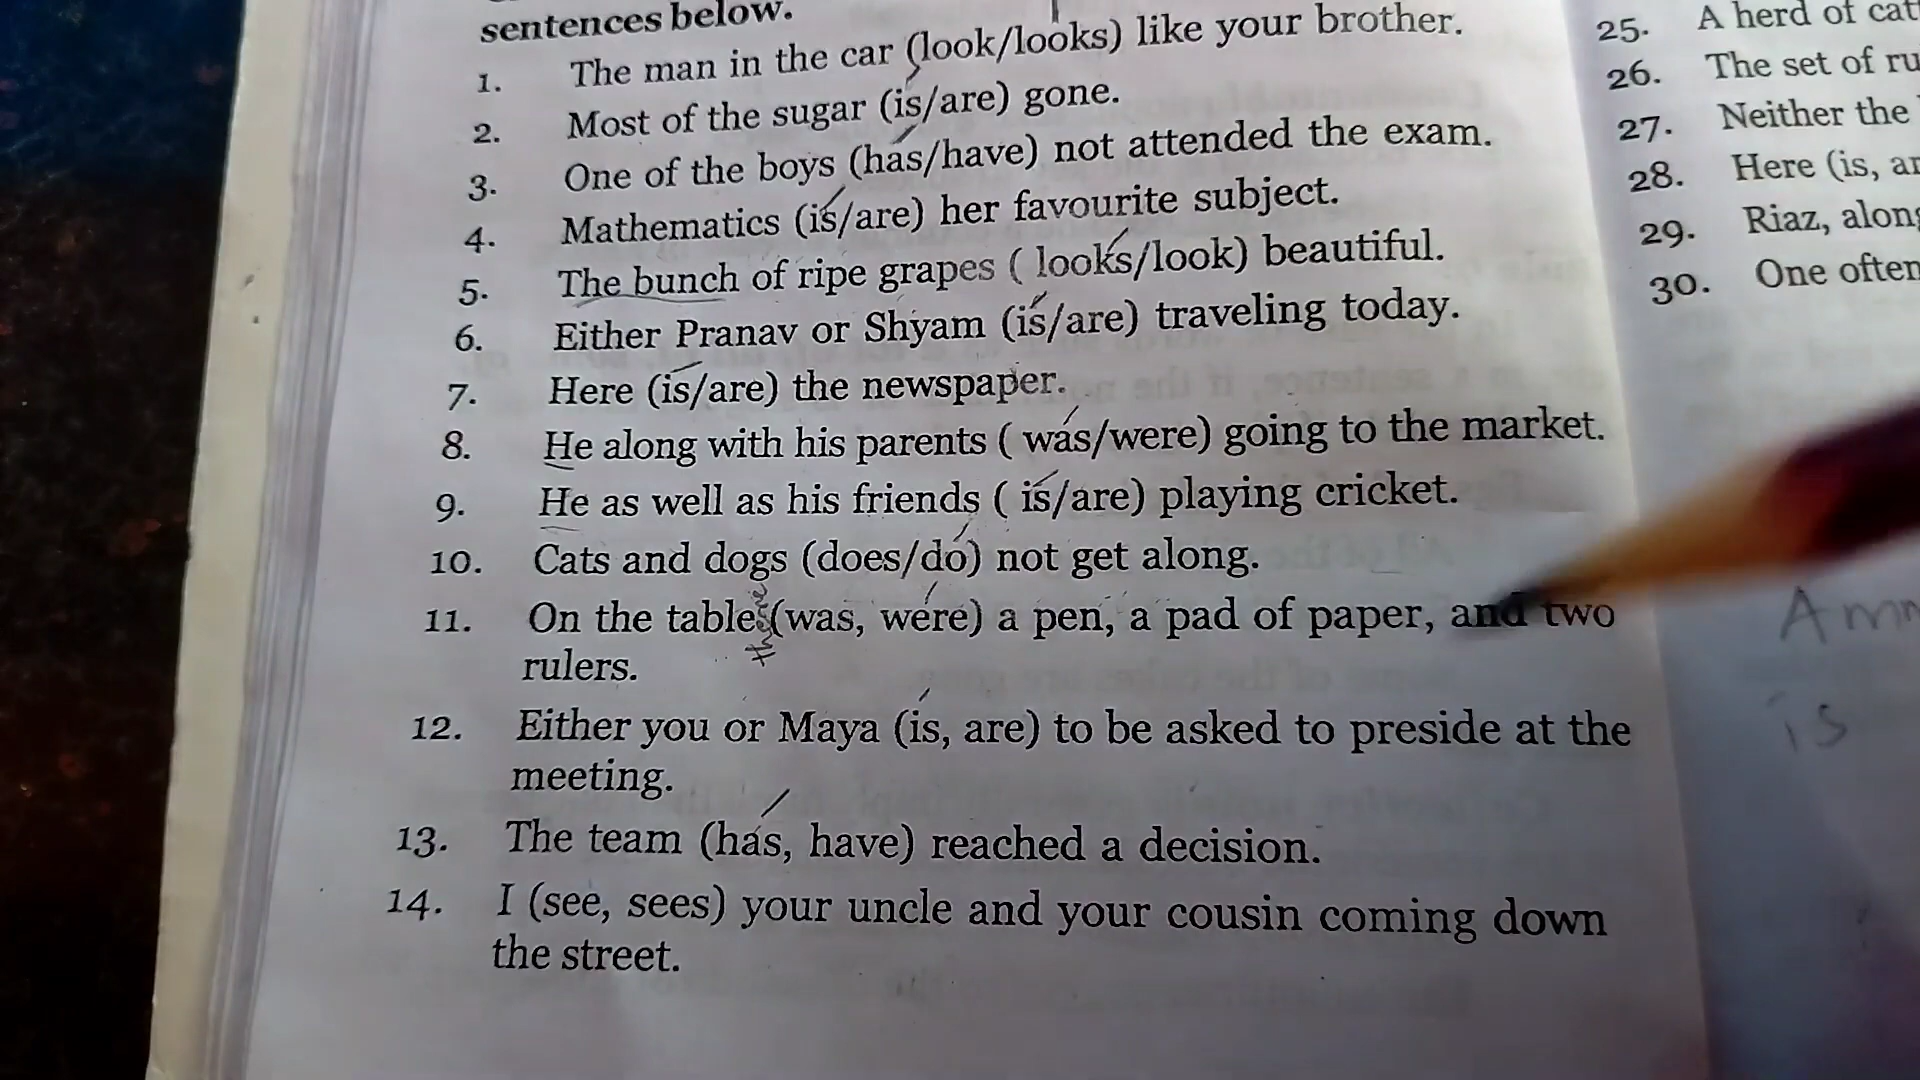 sentences below.
1. The man in the car (look/looks) like your brother.
2. Most of the sugar (is/are) gone.
3. One of the boys (has/have) not attended the exam.
4. Mathematics (is/are) her favourite subject.
5. The bunch of ripe grapes ( looks/look) beautiful.
6. Either Pranav or Shyam (is/are) traveling today.
7. Here (is/are) the newspaper.
8. He along with his parents ( was/were) going to the market.
9. He as well as his friends ( is/are) playing cricket.
10. Cats and dogs (does/do) not get along.
there
11. On the table (was, were) a pen, a pad of paper, and two
rulers.
12. Either you or Maya (is, are) to be asked to preside at the
meeting.
13. The team (has, have) reached a decision.
14. I (see, sees) your uncle and your cousin coming down
the street.
25. A herd of
26. The set of
27. Neither the
28. Here (is,
29. Riaz,
30. One
is